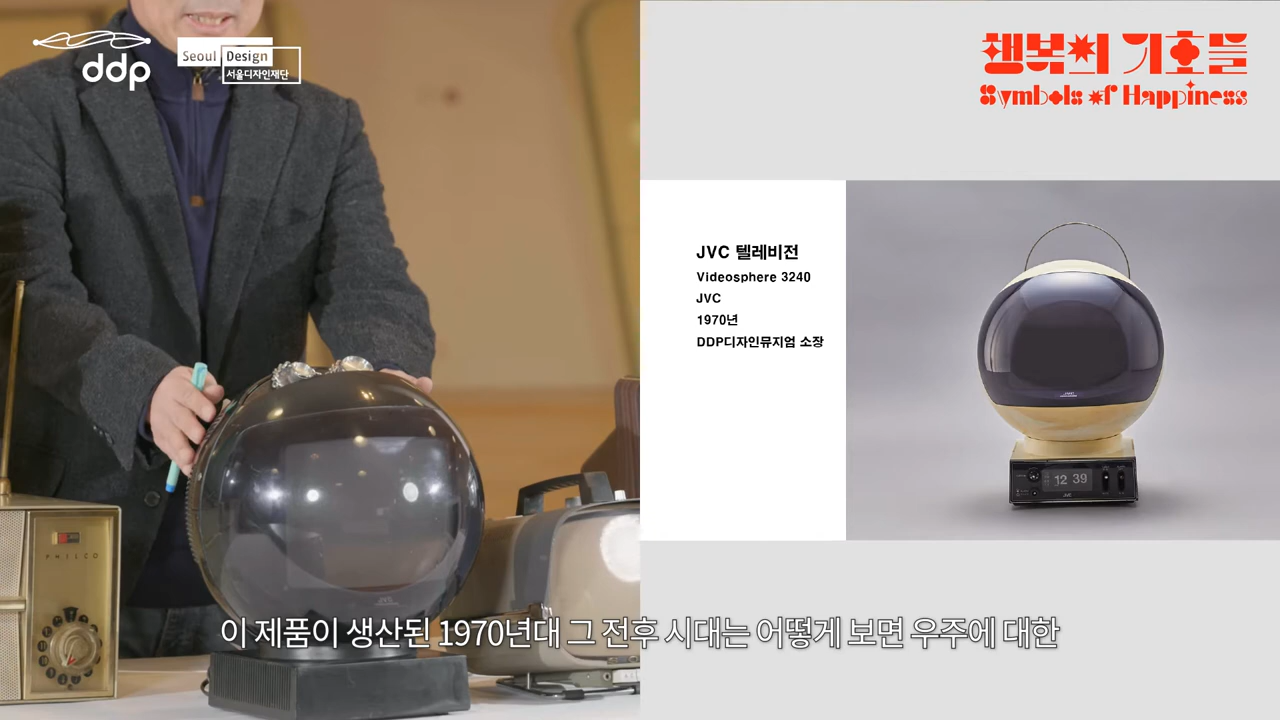 ddp
Seoul Design
서울디자인재단
행복의 기호들
Symbols of Happiness
JVC 텔레비전
Videosphere 3240
JVC
1970년
DDP디자인뮤지엄 소장
12 39
JVC
PHILCO
JVC
이 제품이 생산된 1970년대 그 전후 시대는 어떻게 보면 우주에 대한